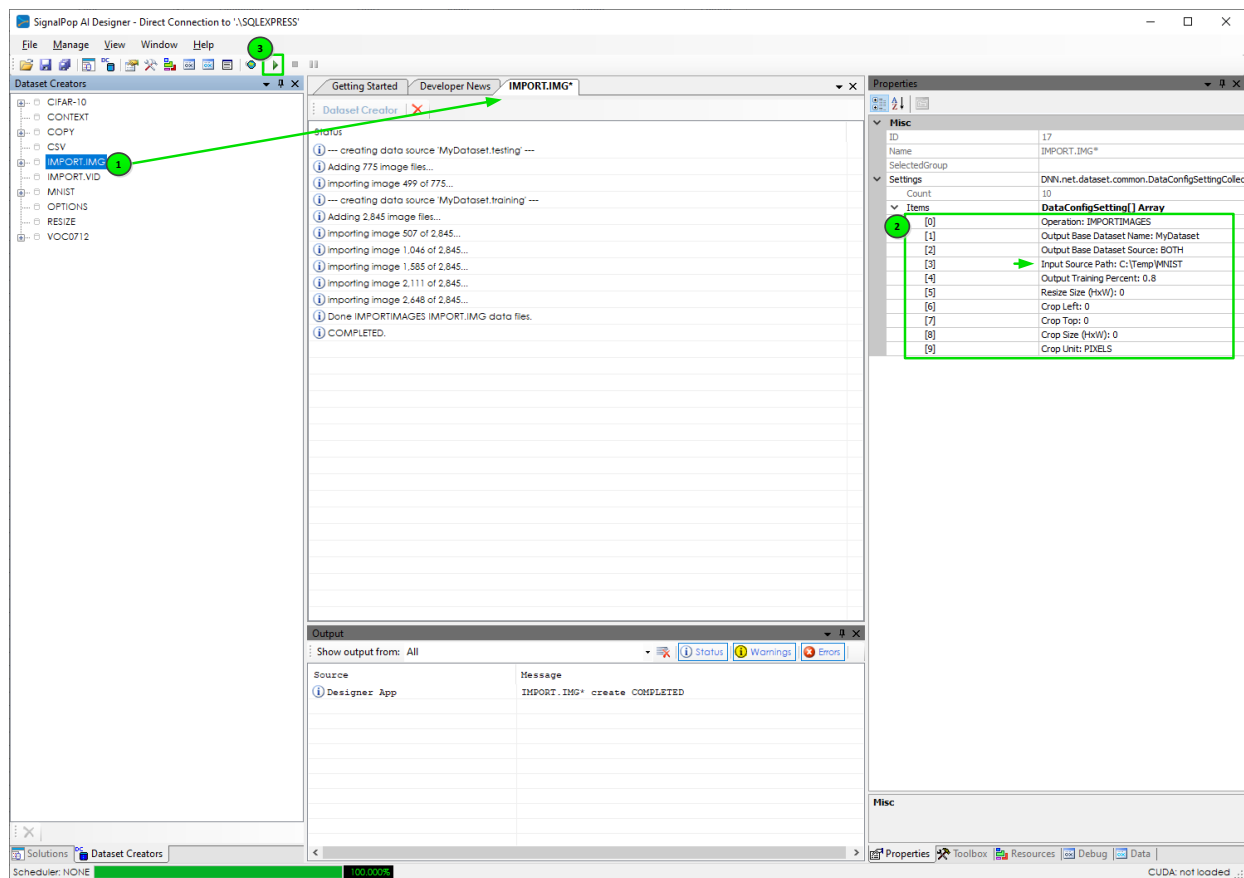 SignalPop AI Designer - Direct Connection to '.\SQLEXPRESS'
File Manage View Window Help
3
Dataset Creators
CIFAR-10
CONTEXT
COPY
CSV
IMPORT.IMG
1
IMPORT.VID
MNIST
OPTIONS
RESIZE
VOC0712
Solutions
Dataset Creators
Getting Started Developer News IMPORT.IMG*
Dataset Creator
Status
--- creating data source 'MyDataset.testing' ---
Adding 775 image files...
importing image 499 of 775...
--- creating data source 'MyDataset.training' ---
Adding 2,845 image files...
importing image 507 of 2,845...
importing image 1,046 of 2,845...
importing image 1,585 of 2,845...
importing image 2,111 of 2,845...
importing image 2,648 of 2,845...
Done IMPORTIMAGES IMPORT.IMG data files.
COMPLETED.
Output
Show output from: All Status Warnings Errors
Source Message
Designer App IMPORT.IMG* create COMPLETED
Properties
Misc
ID 17
Name IMPORT.IMG*
SelectedGroup
Settings DNN.net.dataset.common.DataConfigSettingCollec
Count 10
Items DataConfigSetting[] Array
2
[0] Operation: IMPORTIMAGES
[1] Output Base Dataset Name: MyDataset
[2] Output Base Dataset Source: BOTH
[3] Input Source Path: C:\Temp\MNIST
[4] Output Training Percent: 0.8
[5] Resize Size (HxW): 0
[6] Crop Left: 0
[7] Crop Top: 0
[8] Crop Size (HxW): 0
[9] Crop Unit: PIXELS
Misc
Properties Toolbox Resources Debug Data
Scheduler: NONE 100.000% CUDA: not loaded